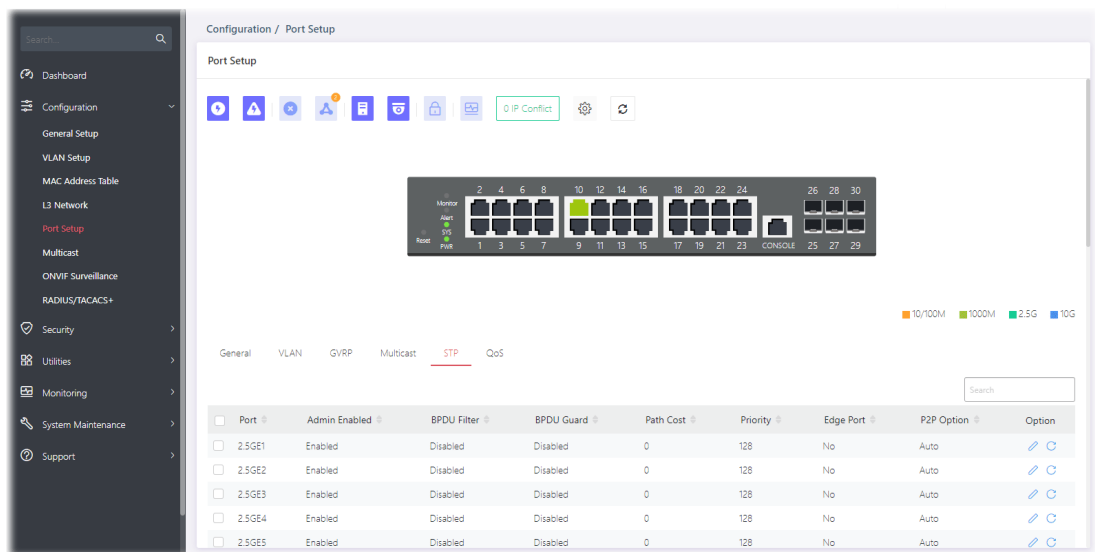 Search...
Dashboard
Configuration
General Setup
VLAN Setup
MAC Address Table
L3 Network
Port Setup
Multicast
ONVIF Surveillance
RADIUS/TACACS+
Security
Utilities
Monitoring
System Maintenance
Support
Configuration / Port Setup
Port Setup
0 IP Conflict
2 4 6 8 10 12 14 16 18 20 22 24 26 28 30
Monitor
Alert
SYS
Reset PWR 1 3 5 7 9 11 13 15 17 19 21 23 CONSOLE 25 27 29
10/100M 1000M 2.5G 10G
General VLAN GVRP Multicast STP QoS
Search
Port Admin Enabled BPDU Filter BPDU Guard Path Cost Priority Edge Port P2P Option Option
2.5GE1 Enabled Disabled Disabled 0 128 No Auto
2.5GE2 Enabled Disabled Disabled 0 128 No Auto
2.5GE3 Enabled Disabled Disabled 0 128 No Auto
2.5GE4 Enabled Disabled Disabled 0 128 No Auto
2.5GE5 Enabled Disabled Disabled 0 128 No Auto